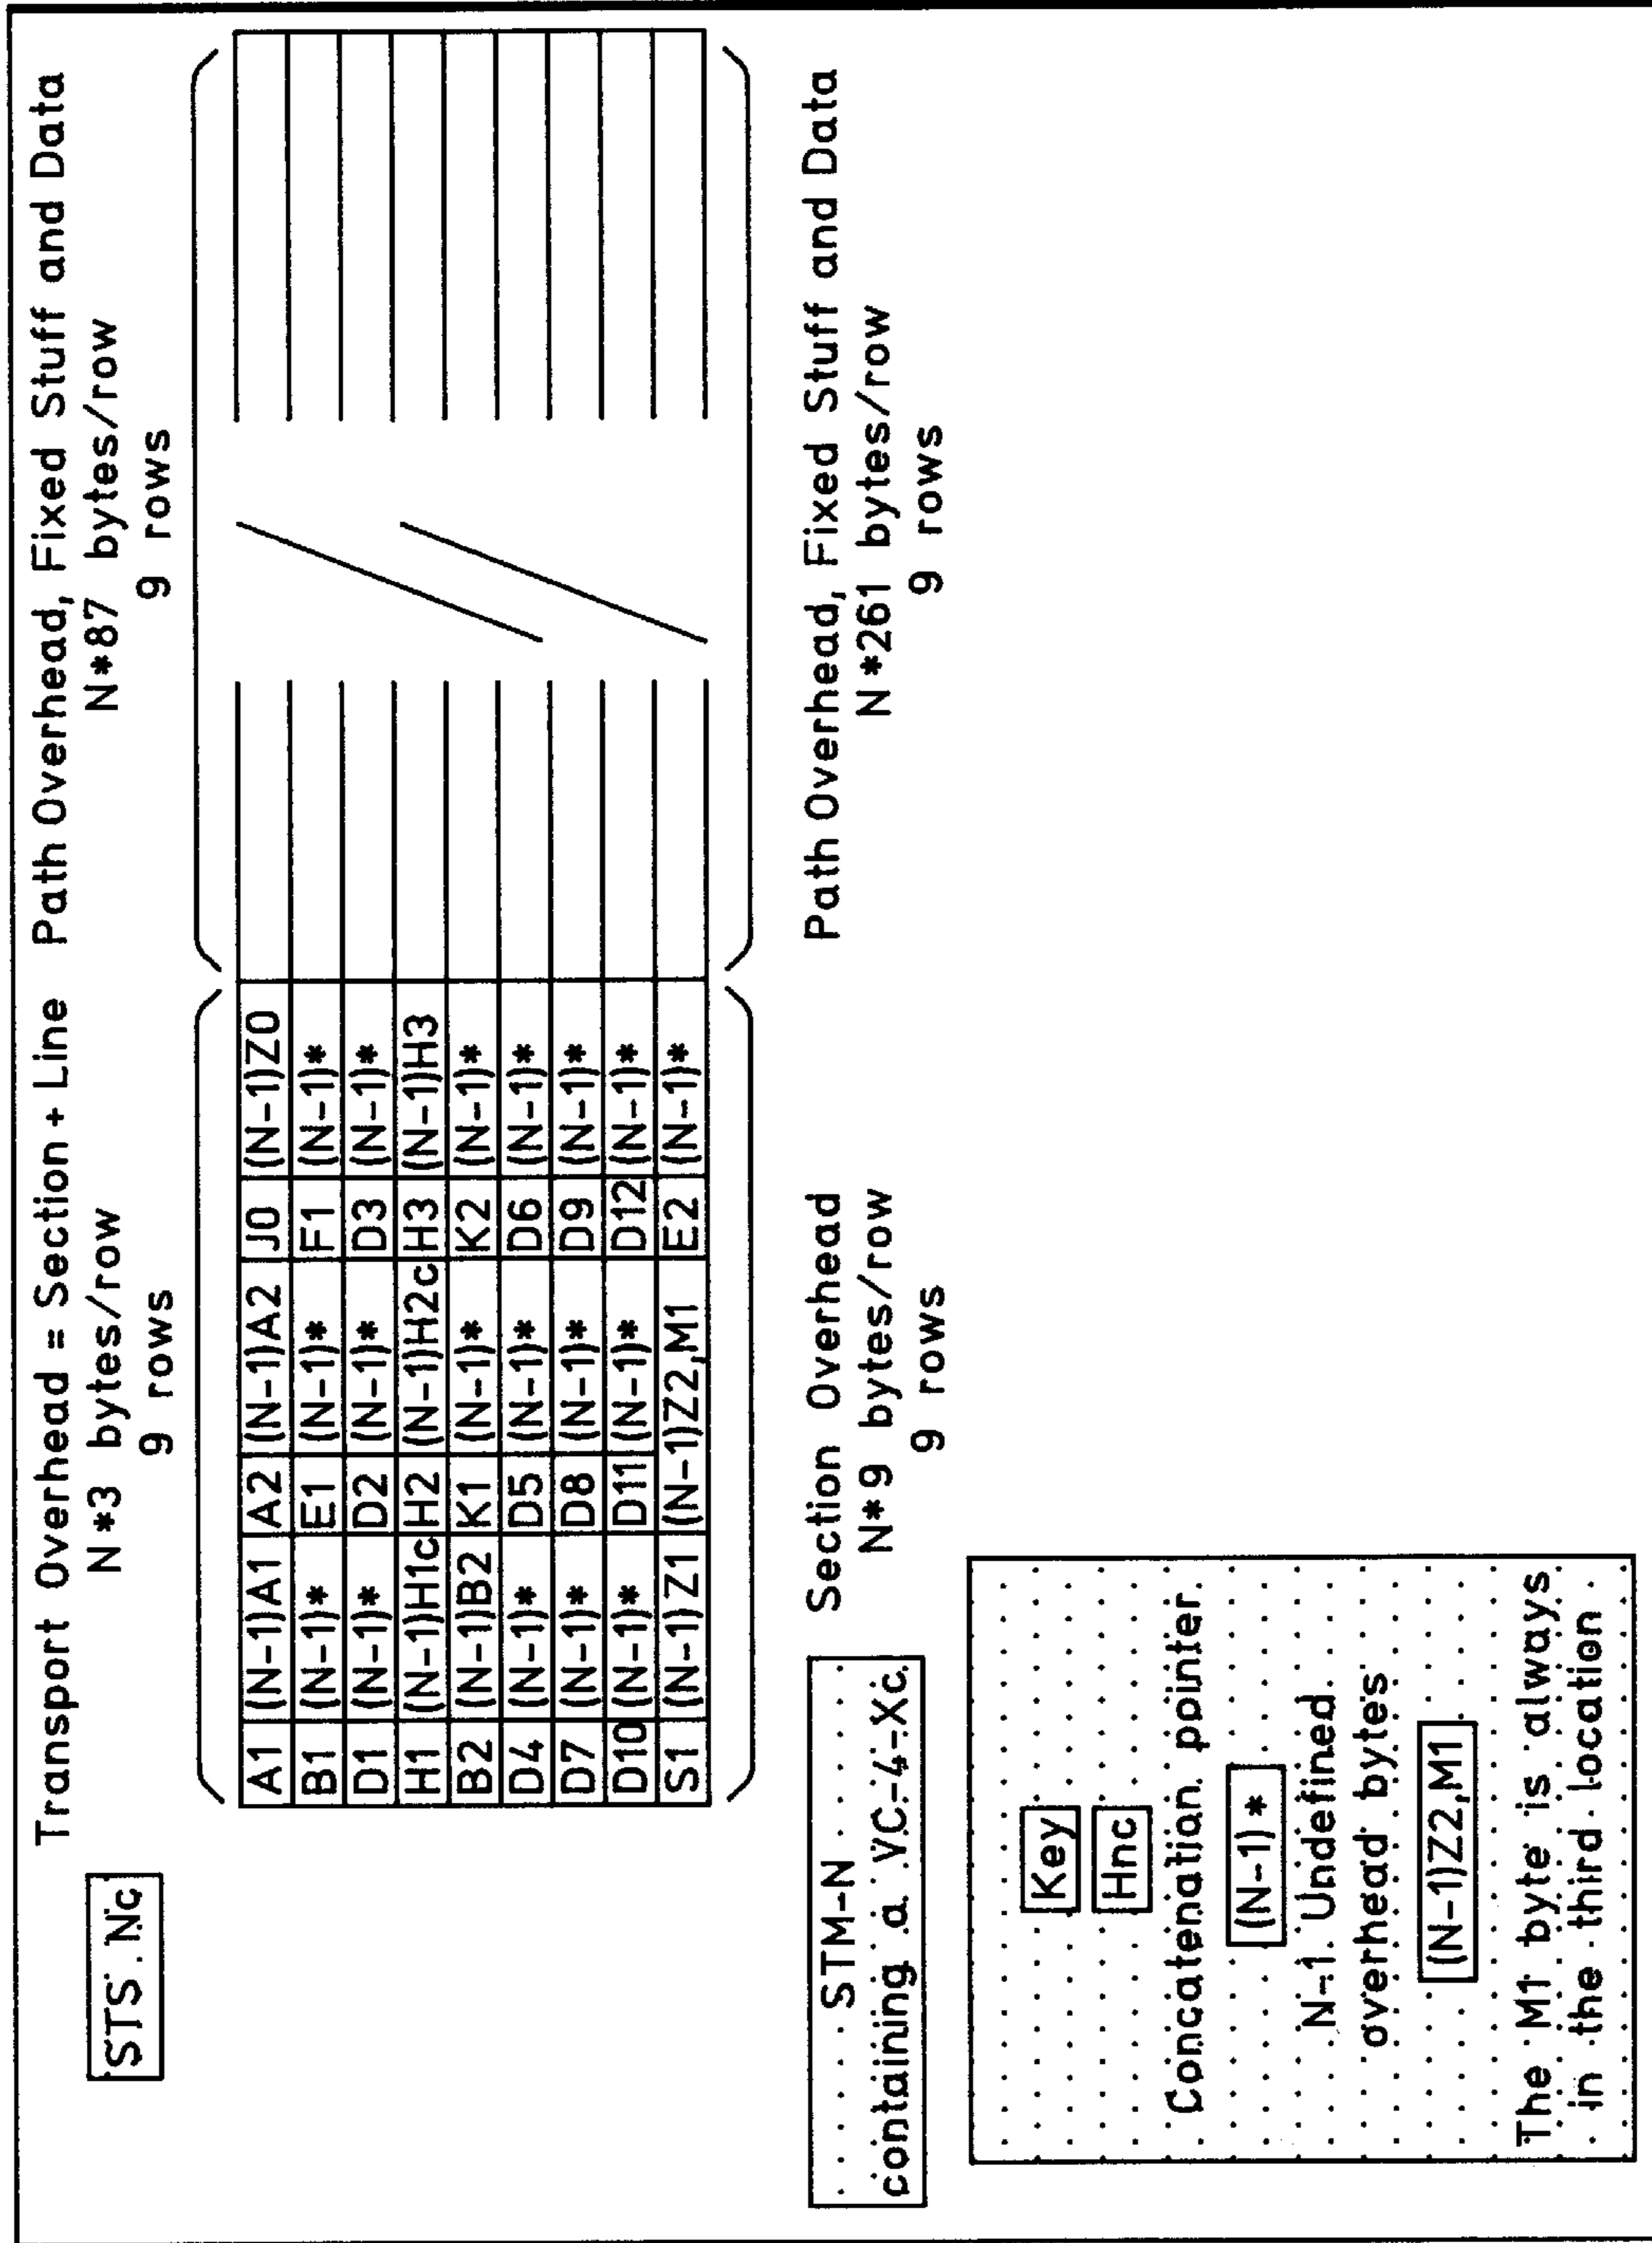 STS Nc
Transport Overhead = Section + Line
N*3 bytes/row
9 rows
Path Overhead, Fixed Stuff and Data
N*87 bytes/row
9 rows
A1 (N-1)A1 A2 (N-1)A2 J0 (N-1)Z0
B1 (N-1)* E1 (N-1)* F1 (N-1)*
D1 (N-1)* D2 (N-1)* D3 (N-1)*
H1 (N-1)H1c H2 (N-1)H2c H3 (N-1)H3
B2 (N-1)B2 K1 (N-1)* K2 (N-1)*
D4 (N-1)* D5 (N-1)* D6 (N-1)*
D7 (N-1)* D8 (N-1)* D9 (N-1)*
D10 (N-1)* D11 (N-1)* D12 (N-1)*
S1 (N-1)Z1 (N-1)Z2,M1 E2 (N-1)*
STM-N
containing a VC-4-Xc
Section Overhead
N*9 bytes/row
9 rows
Path Overhead, Fixed Stuff and Data
N*261 bytes/row
9 rows
Key
Hnc
Concatenation pointer
(N-1)*
N-1 Undefined
overhead bytes
(N-1)Z2,M1
The M1 byte is always
in the third location